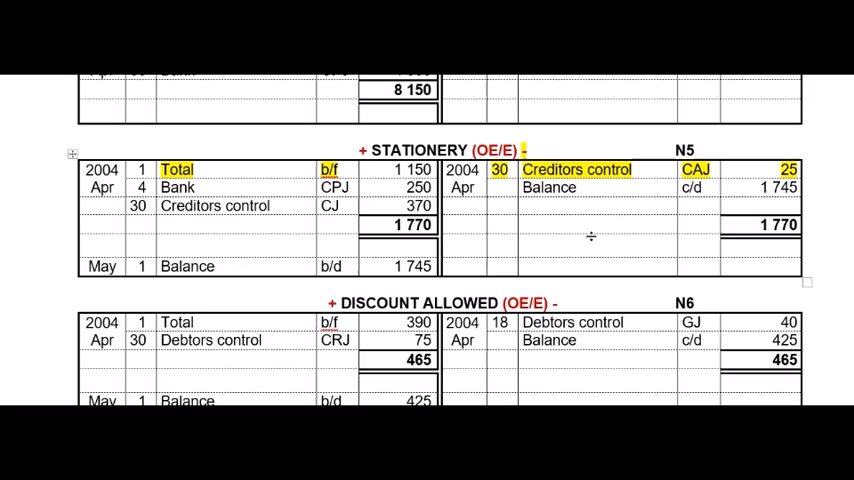 8 150
+ STATIONERY (OE/E) - N5
2004 1 Total b/f 1 150 2004 30 Creditors control CAJ 25
Apr 4 Bank CPJ 250 Apr Balance c/d 1 745
30 Creditors control CJ 370
1 770 1 770
May 1 Balance b/d 1 745
+ DISCOUNT ALLOWED (OE/E) - N6
2004 1 Total b/f 390 2004 18 Debtors control GJ 40
Apr 30 Debtors control CRJ 75 Apr Balance c/d 425
465 465
May 1 Balance b/d 425